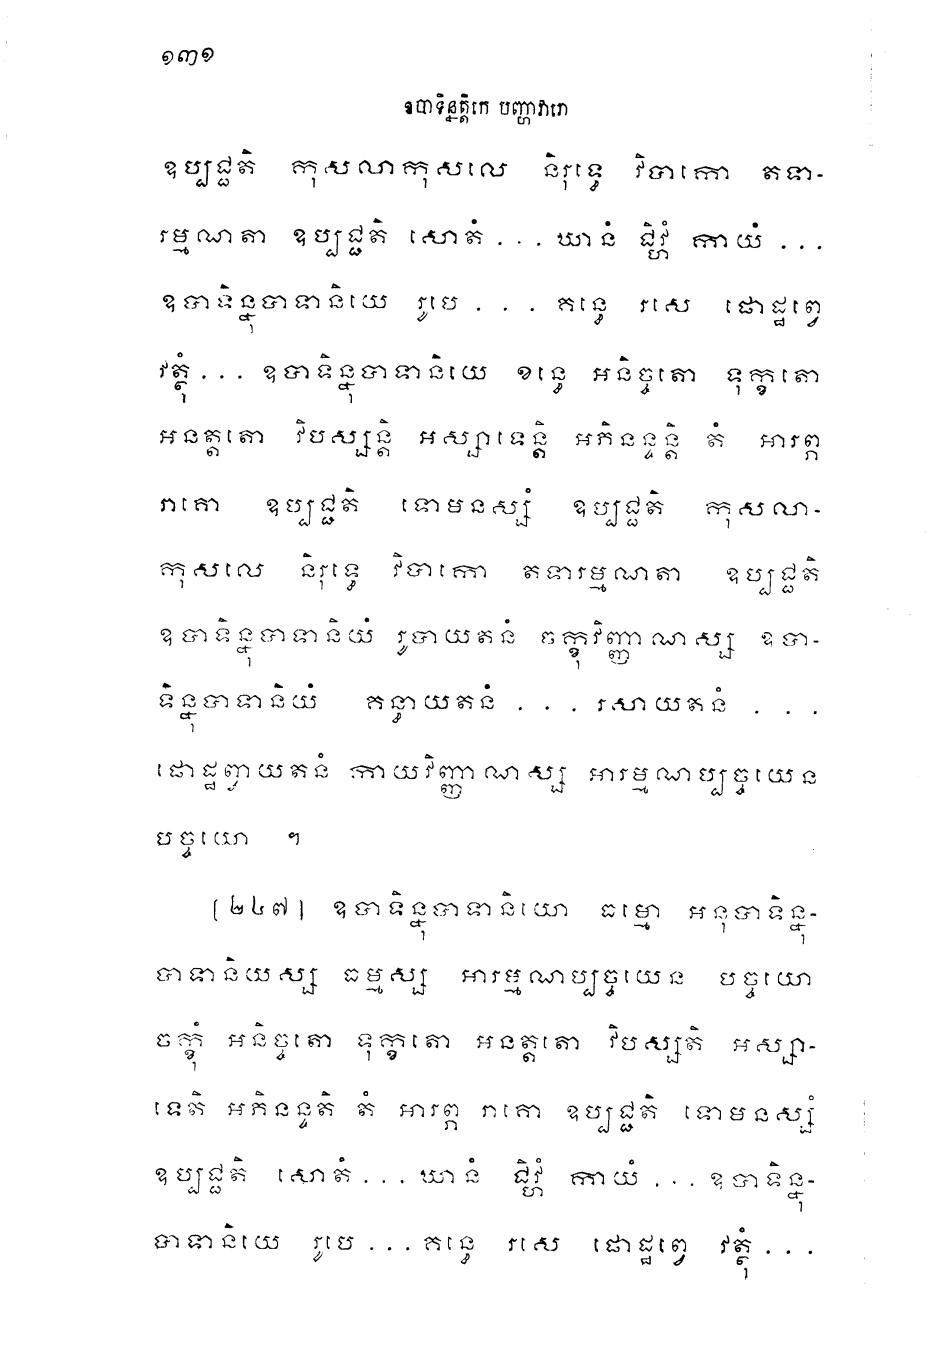 ១៣១
ឧបាទិន្នត្តិកេ បញ្ហាវារោ
ឧប្បជ្ជតិ កុសលាកុសលេ និរុទ្ធេ វិបាកោ តទា-
រម្មណតា ឧប្បជ្ជតិ សោតំ . . . ឃានំ ជិវ្ហំ កាយំ . . .
ឧបាទិន្នុបាទានិយេ រូបេ . . . គន្ធេ រសេ ផោដ្ឋព្វេ
វត្ថុំ . . . ឧបាទិន្នុបាទានិយេ ខន្ធេ អនិច្ចតោ ទុក្ខតោ
អនត្តតោ វិបស្សន្តិ អស្សាទេន្តិ អភិនន្ទន្តិ តំ អារព្ភ
រាគោ ឧប្បជ្ជតិ ទោមនស្សំ ឧប្បជ្ជតិ កុសលា-
កុសលេ និរុទ្ធេ វិបាកោ តទារម្មណតា ឧប្បជ្ជតិ
ឧបាទិន្នុបាទានិយំ រូបាយតនំ ចក្ខុវិញ្ញាណស្ស ឧបា-
ទិន្នុបាទានិយំ គន្ធាយតនំ . . . រសាយតនំ . . .
ផោដ្ឋព្វាយតនំ កាយវិញ្ញាណស្ស អារម្មណប្បច្ចយេន
បច្ចយោ ។
[២៤៧] ឧបាទិន្នុបាទានិយោ ធម្មោ អនុបាទិន្នុ-
បាទានិយស្ស ធម្មស្ស អារម្មណប្បច្ចយេន បច្ចយោ
ចក្ខុំ អនិច្ចតោ ទុក្ខតោ អនត្តតោ វិបស្សតិ អស្សា-
ទេតិ អភិនន្ទតិ តំ អារព្ភ រាគោ ឧប្បជ្ជតិ ទោមនស្សំ
ឧប្បជ្ជតិ សោតំ . . . ឃានំ ជិវ្ហំ កាយំ . . . ឧបាទិន្នុ-
បាទានិយេ រូបេ . . . គន្ធេ រសេ ផោដ្ឋព្វេ វត្ថុំ . . .